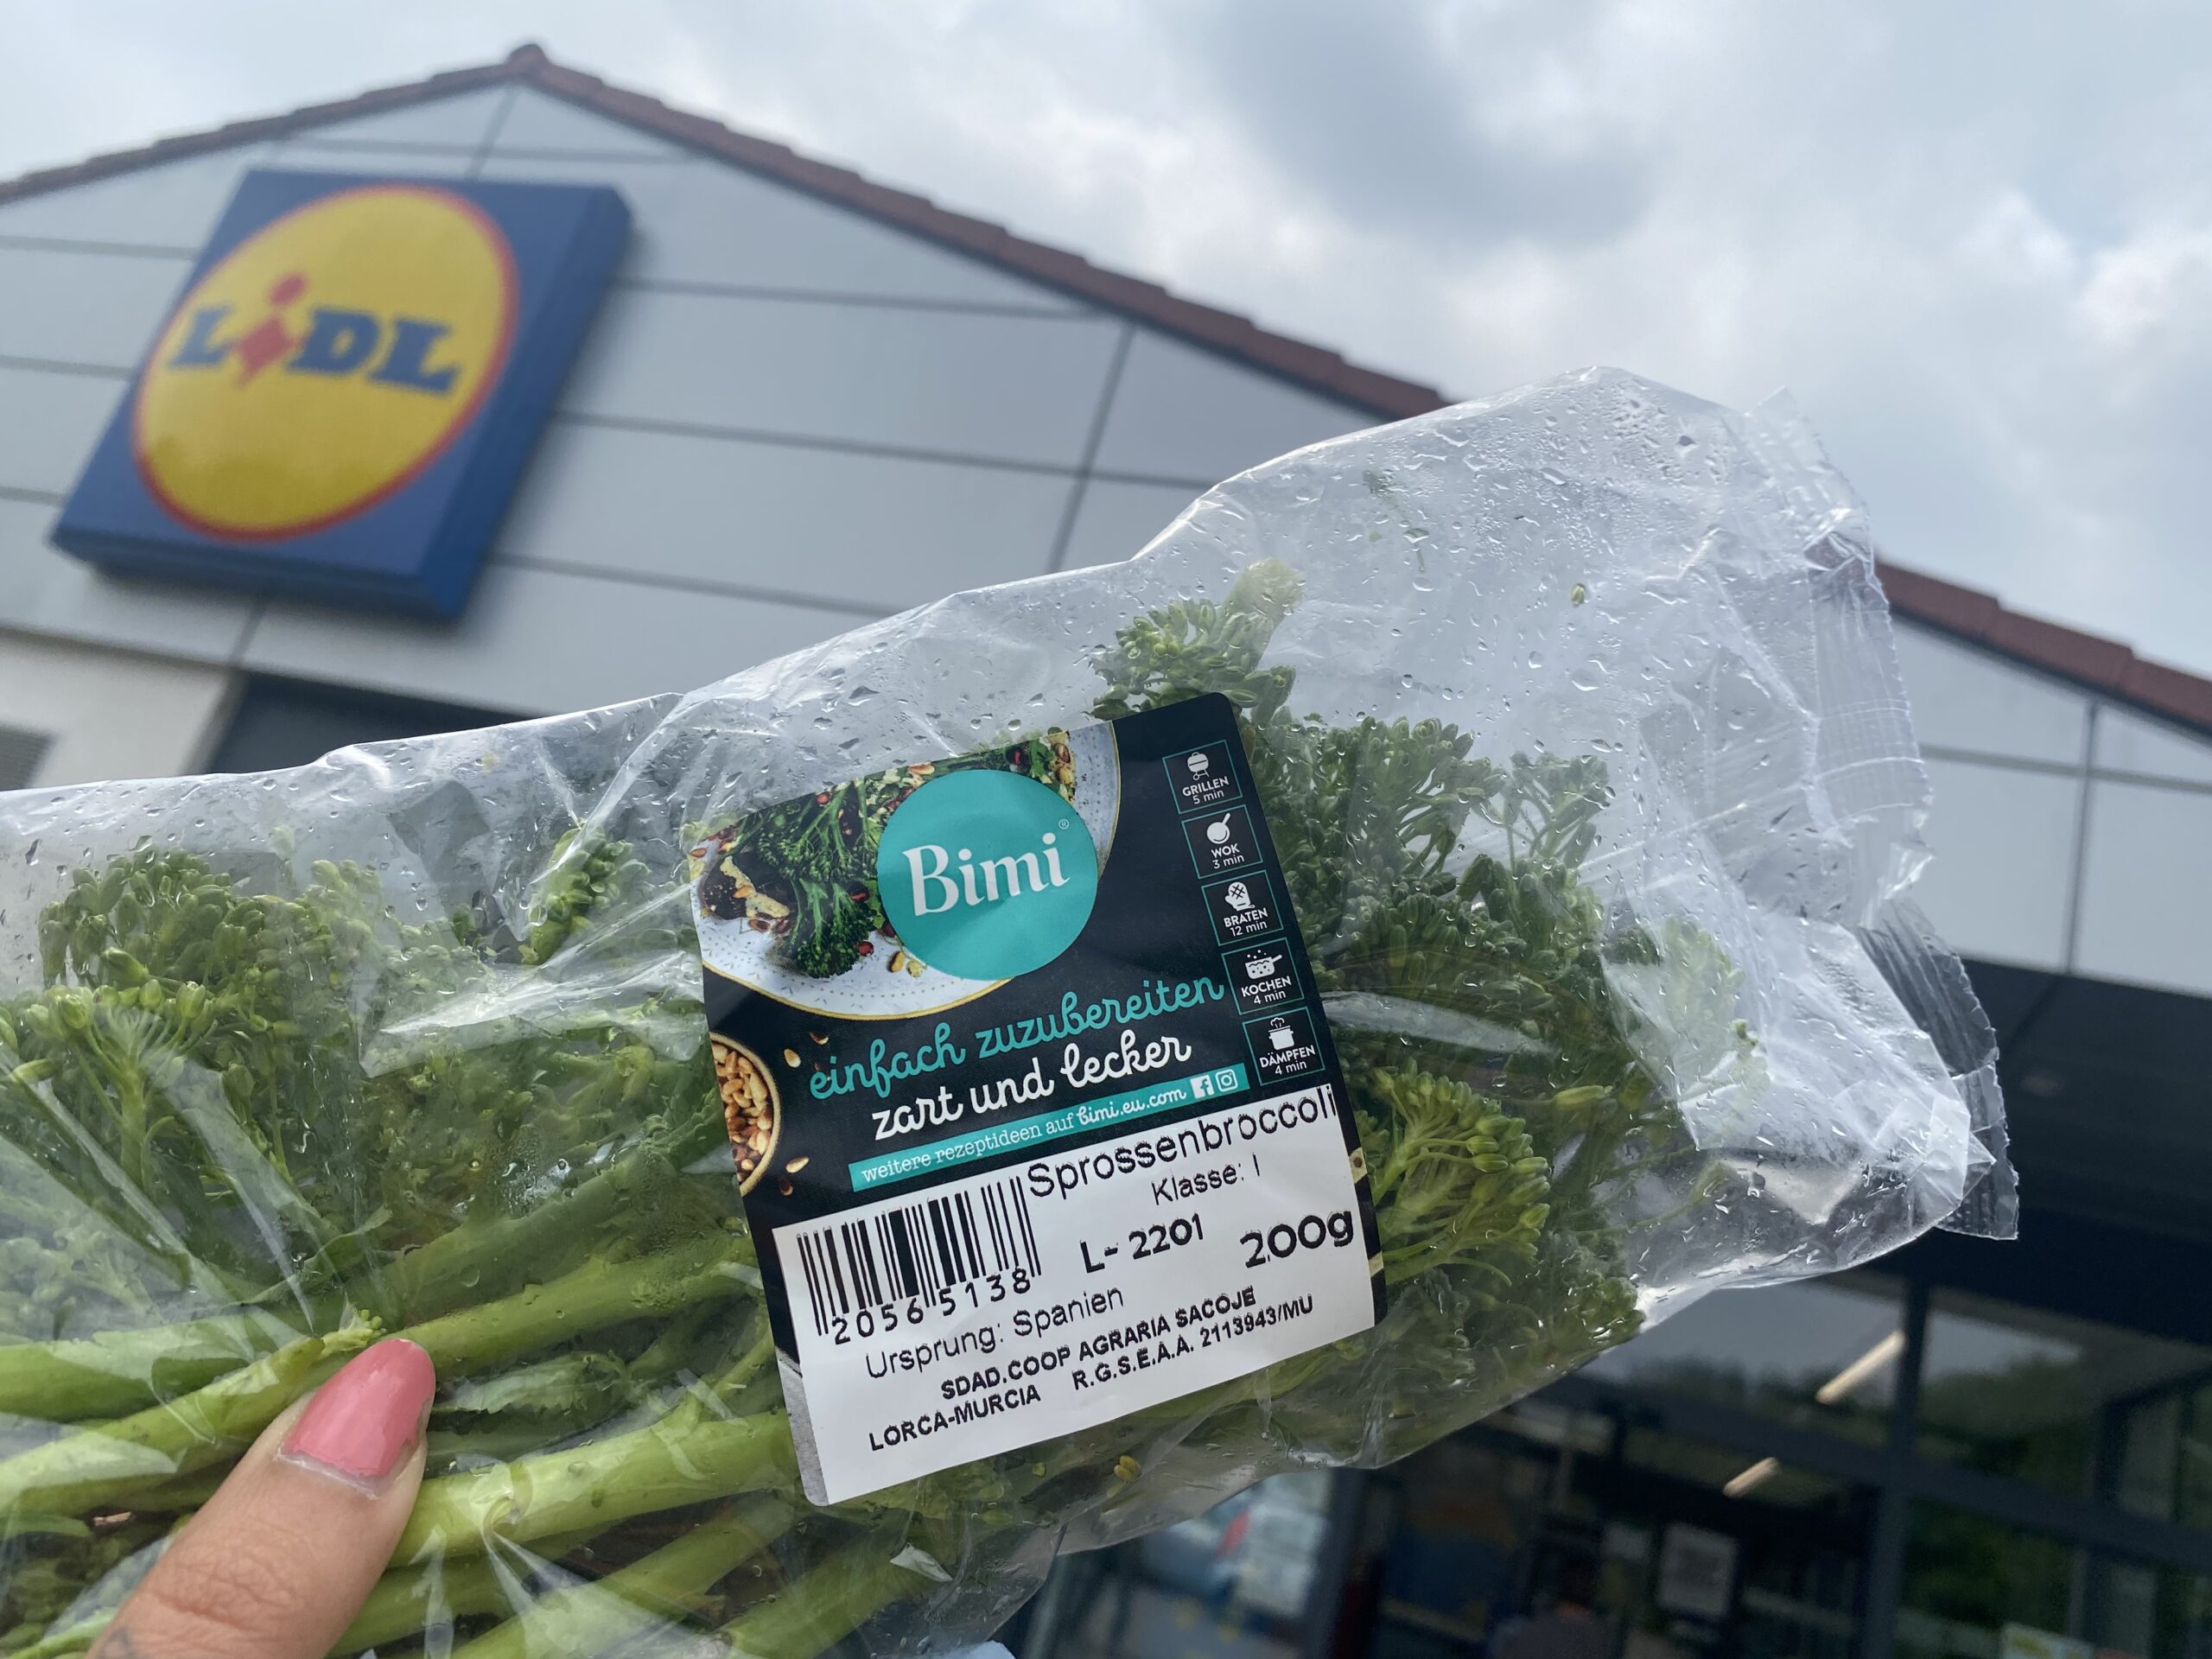 LIDL
Bimi®
GRILLEN
5 min
WOK
3 min
BRATEN
12 min
KOCHEN
4 min
DÄMPFEN
4 min
einfach zuzubereiten
zart und lecker
weitere rezeptideen auf bimi.eu.com
Sprossenbroccoli
Klasse: I
L- 2201
200g
20565138
Ursprung: Spanien
SDAD.COOP AGRARIA SACOJE
LORCA-MURCIA R.G.S.E.A.A. 2113943/MU